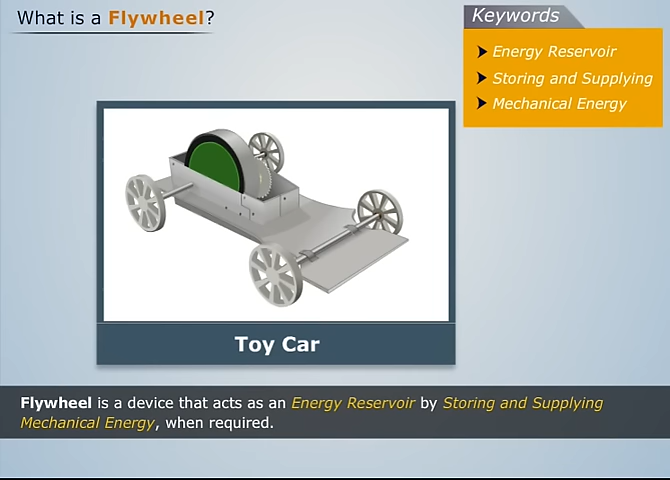 What is a Flywheel?
Keywords
Energy Reservoir
Storing and Supplying
Mechanical Energy
Toy Car
Flywheel is a device that acts as an Energy Reservoir by Storing and Supplying
Mechanical Energy, when required.